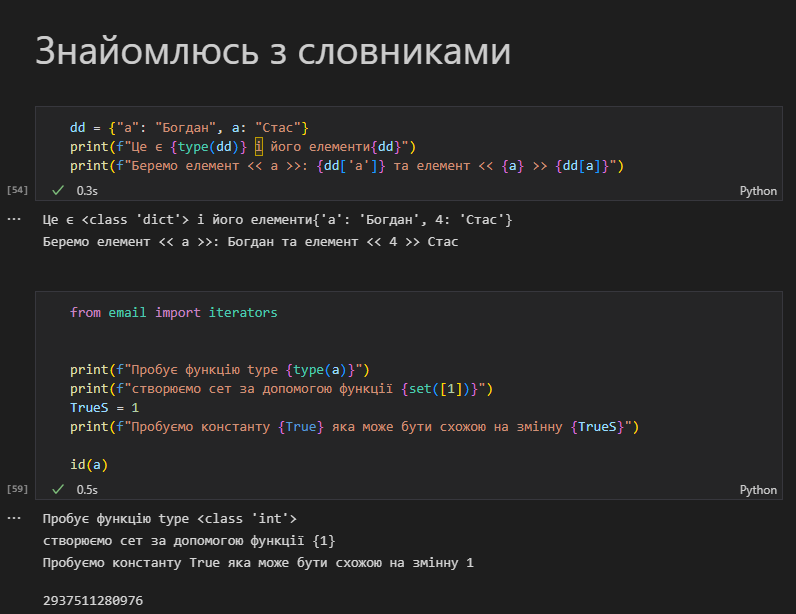 Знайомлюсь з словниками
dd = {"a": "Богдан", a: "Стас"}
print(f"Це є {type(dd)} і його елементи{dd}")
print(f"Беремо елемент << a >>: {dd['a']} та елемент << {a} >> {dd[a]}")
[54] ✓ 0.3s Python
... Це є <class 'dict'> і його елементи{'a': 'Богдан', 4: 'Стас'}
Беремо елемент << a >>: Богдан та елемент << 4 >> Стас
from email import iterators
print(f"Пробує функцію type {type(a)}")
print(f"створюємо сет за допомогою функції {set([1])}")
TrueS = 1
print(f"Пробуємо константу {True} яка може бути схожою на змінну {TrueS}")
id(a)
[59] ✓ 0.5s Python
... Пробує функцію type <class 'int'>
створюємо сет за допомогою функції {1}
Пробуємо константу True яка може бути схожою на змінну 1
2937511280976